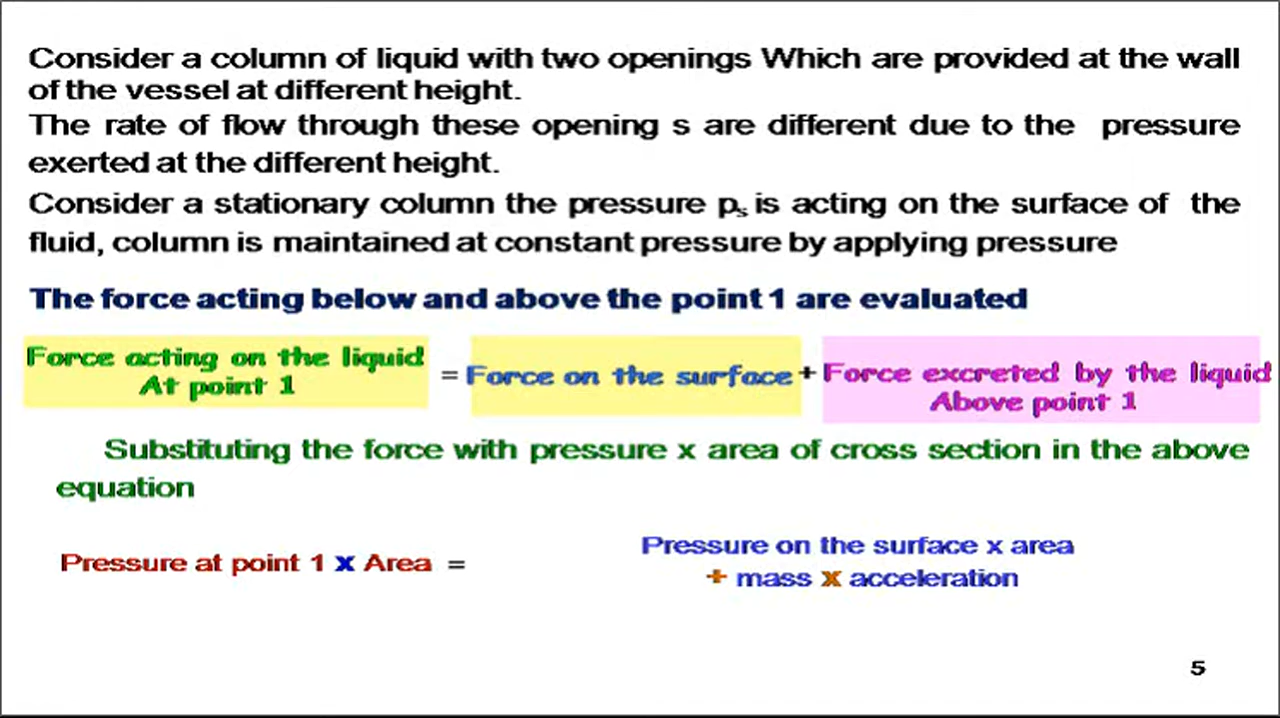 Consider a column of liquid with two openings Which are provided at the wall
of the vessel at different height.
The rate of flow through these opening s are different due to the pressure
exerted at the different height.
Consider a stationary column the pressure pₛ is acting on the surface of the
fluid, column is maintained at constant pressure by applying pressure
The force acting below and above the point 1 are evaluated
Force acting on the liquid
At point 1
= Force on the surface + Force excreted by the liquid
Above point 1
Substituting the force with pressure x area of cross section in the above
equation
Pressure at point 1 x Area =
Pressure on the surface x area
+ mass x acceleration
5